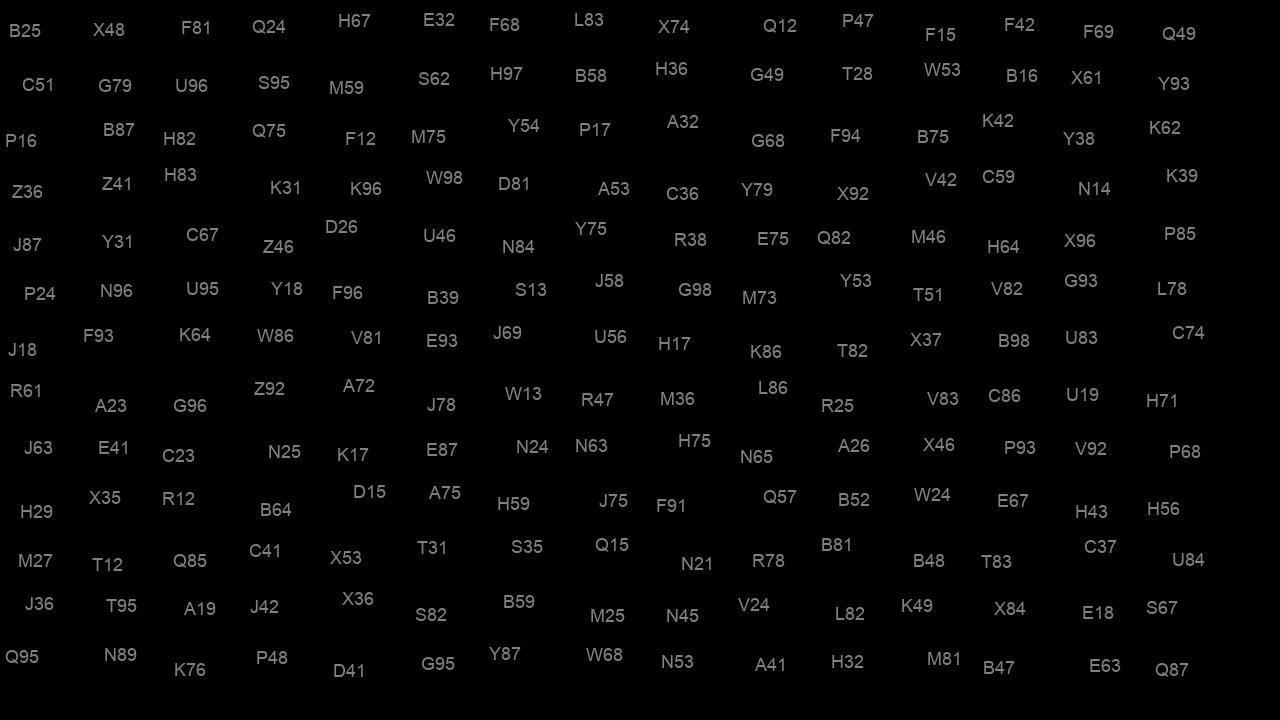 B25 X48 F81 Q24 H67 E32 F68 L83 X74 Q12 P47 F15 F42 F69 Q49
C51 G79 U96 S95 M59 S62 H97 B58 H36 G49 T28 W53 B16 X61 Y93
P16 B87 H82 Q75 F12 M75 Y54 P17 A32 G68 F94 B75 K42 Y38 K62
Z36 Z41 H83 K31 K96 W98 D81 A53 C36 Y79 X92 V42 C59 N14 K39
J87 Y31 C67 Z46 D26 U46 N84 Y75 R38 E75 Q82 M46 H64 X96 P85
P24 N96 U95 Y18 F96 B39 S13 J58 G98 M73 Y53 T51 V82 G93 L78
J18 F93 K64 W86 V81 E93 J69 U56 H17 K86 T82 X37 B98 U83 C74
R61 A23 G96 Z92 A72 J78 W13 R47 M36 L86 R25 V83 C86 U19 H71
J63 E41 C23 N25 K17 E87 N24 N63 H75 N65 A26 X46 P93 V92 P68
H29 X35 R12 B64 D15 A75 H59 J75 F91 Q57 B52 W24 E67 H43 H56
M27 T12 Q85 C41 X53 T31 S35 Q15 N21 R78 B81 B48 T83 C37 U84
J36 T95 A19 J42 X36 S82 B59 M25 N45 V24 L82 K49 X84 E18 S67
Q95 N89 K76 P48 D41 G95 Y87 W68 N53 A41 H32 M81 B47 E63 Q87